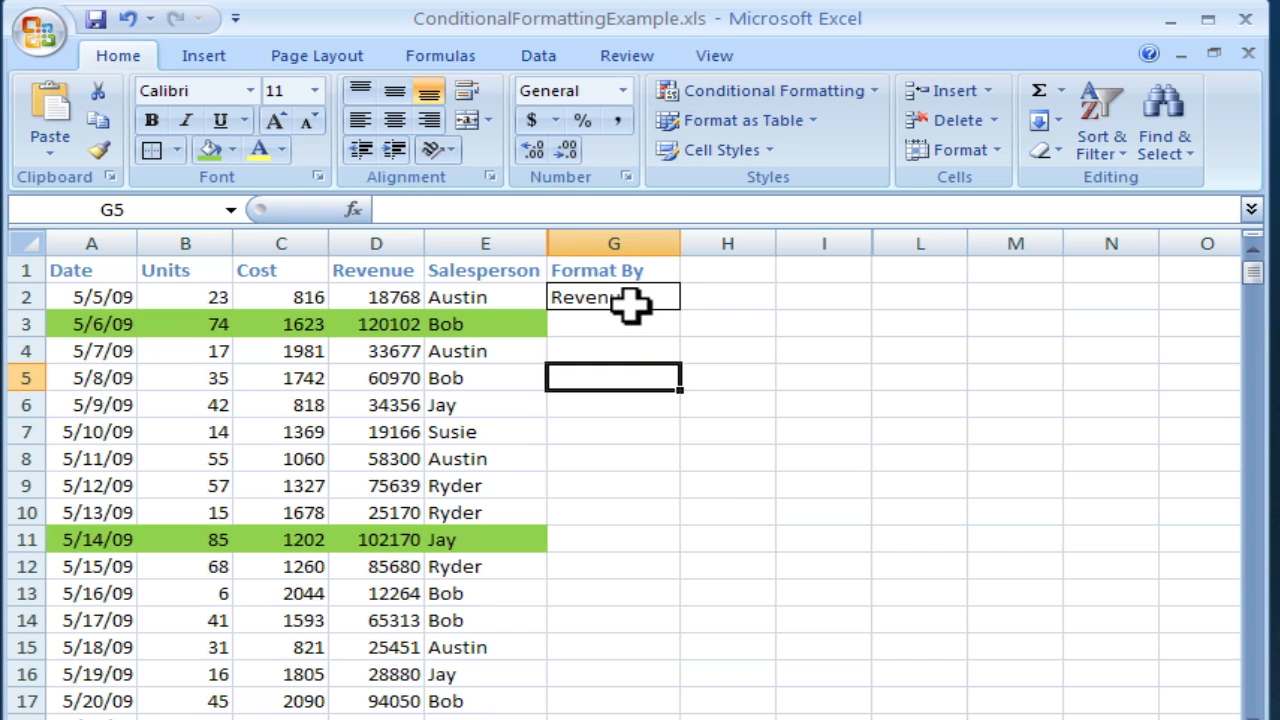 ConditionalFormattingExample.xls - Microsoft Excel
Home Insert Page Layout Formulas Data Review View
Paste Calibri 11 General Conditional Formatting Insert Σ
B I U A A $ % , Format as Table Delete Sort & Find &
A Cell Styles Format Filter Select
Clipboard Font Alignment Number Styles Cells Editing
G5 fx
A B C D E G H I L M N O
1 Date Units Cost Revenue Salesperson Format By
2 5/5/09 23 816 18768 Austin
3 5/6/09 74 1623 120102 Bob
4 5/7/09 17 1981 33677 Austin
5 5/8/09 35 1742 60970 Bob
6 5/9/09 42 818 34356 Jay
7 5/10/09 14 1369 19166 Susie
8 5/11/09 55 1060 58300 Austin
9 5/12/09 57 1327 75639 Ryder
10 5/13/09 15 1678 25170 Ryder
11 5/14/09 85 1202 102170 Jay
12 5/15/09 68 1260 85680 Ryder
13 5/16/09 6 2044 12264 Bob
14 5/17/09 41 1593 65313 Bob
15 5/18/09 31 821 25451 Austin
16 5/19/09 16 1805 28880 Jay
17 5/20/09 45 2090 94050 Bob